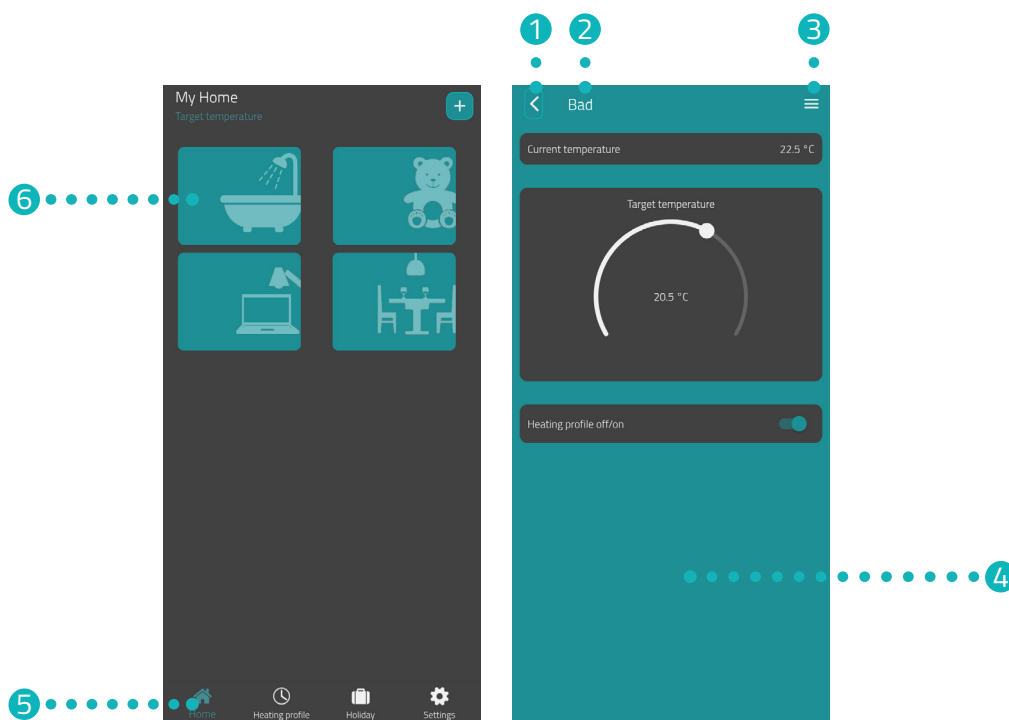 1 2 3
My Home
Target temperature
+
Bad
Current temperature 22.5 °C
6
Target temperature
20.5 °C
Heating profile off/on
4
5
Home Heating profile Holiday Settings